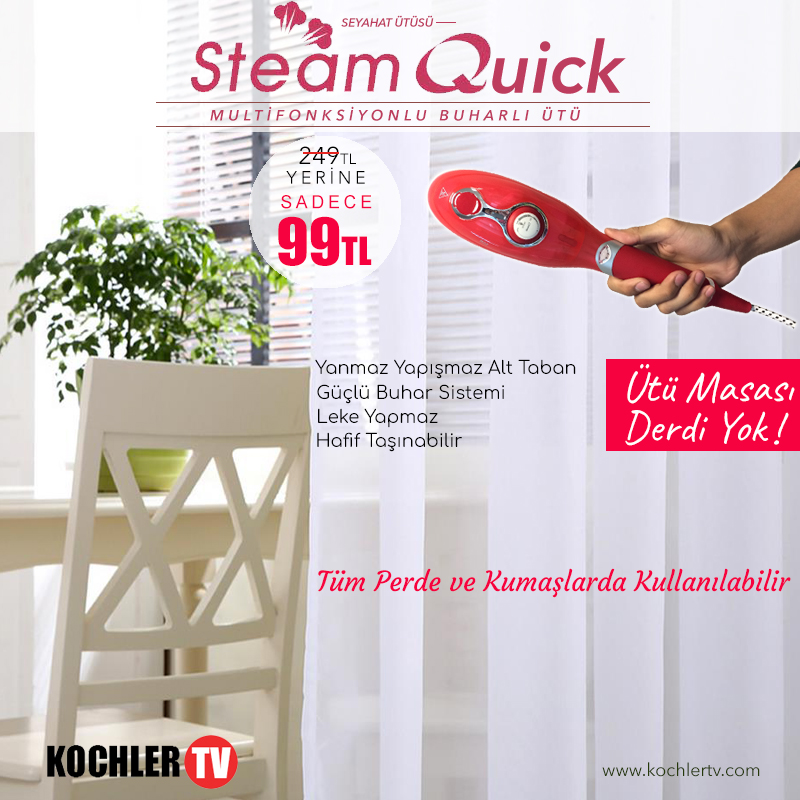 SEYAHAT ÜTÜSÜ
Steam Quick
MULTİFONKSİYONLU BUHARLI ÜTÜ
249TL
YERİNE
SADECE
99TL
Yanmaz Yapışmaz Alt Taban
Güçlü Buhar Sistemi
Leke Yapmaz
Hafif Taşınabilir
Ütü Masası
Derdi Yok!
Tüm Perde ve Kumaşlarda Kullanılabilir
KOCHLER TV
www.kochlertv.com